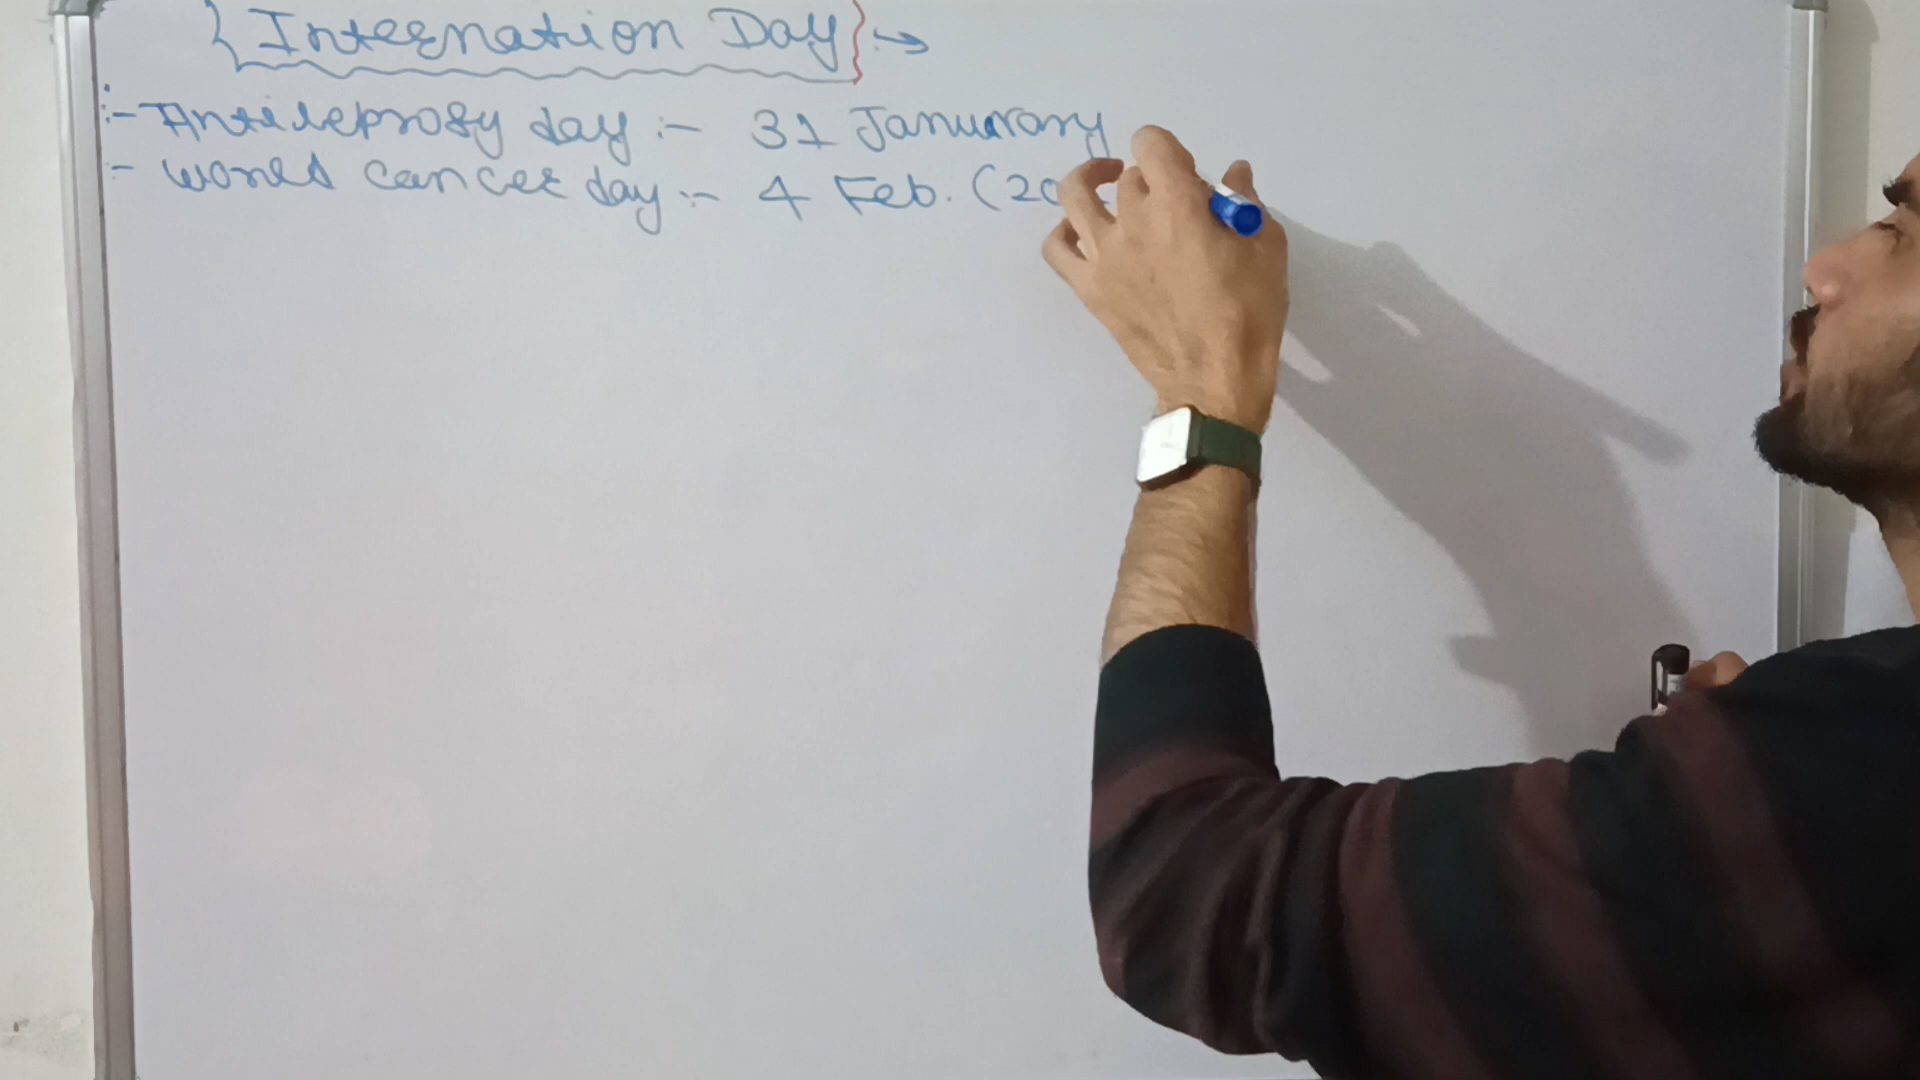 {Internation Day} :→
:- Antileprosy day :- 31 Janurary
:- World cancer day :- 4 Feb. (20